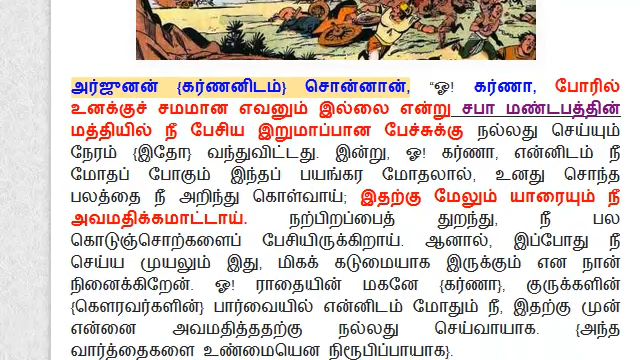 அர்ஜுனன் {கர்ணனிடம்} சொன்னான், "ஓ! கர்ணா, போரில்
உனக்குச் சமமான எவனும் இல்லை என்று சபா மண்டபத்தின்
மத்தியில் நீ பேசிய இறுமாப்பான பேச்சுக்கு நல்லது செய்யும்
நேரம் {இதோ} வந்துவிட்டது. இன்று, ஓ! கர்ணா, என்னிடம் நீ
மோதப் போகும் இந்தப் பயங்கர மோதலால், உனது சொந்த
பலத்தை நீ அறிந்து கொள்வாய்; இதற்கு மேலும் யாரையும் நீ
அவமதிக்கமாட்டாய். நற்பிறப்பைத் துறந்து, நீ பல
கொடுஞ்சொற்களைப் பேசியிருக்கிறாய். ஆனால், இப்போது நீ
செய்ய முயலும் இது, மிகக் கடுமையாக இருக்கும் என நான்
நினைக்கிறேன். ஓ! ராதையின் மகனே {கர்ணா}, குருக்களின்
{கௌரவர்களின்} பார்வையில் என்னிடம் மோதும் நீ, இதற்கு முன்
என்னை அவமதித்ததற்கு நல்லது செய்வாயாக. {அந்த
வார்த்தைகளை உண்மையென நிரூபிப்பாயாக}.